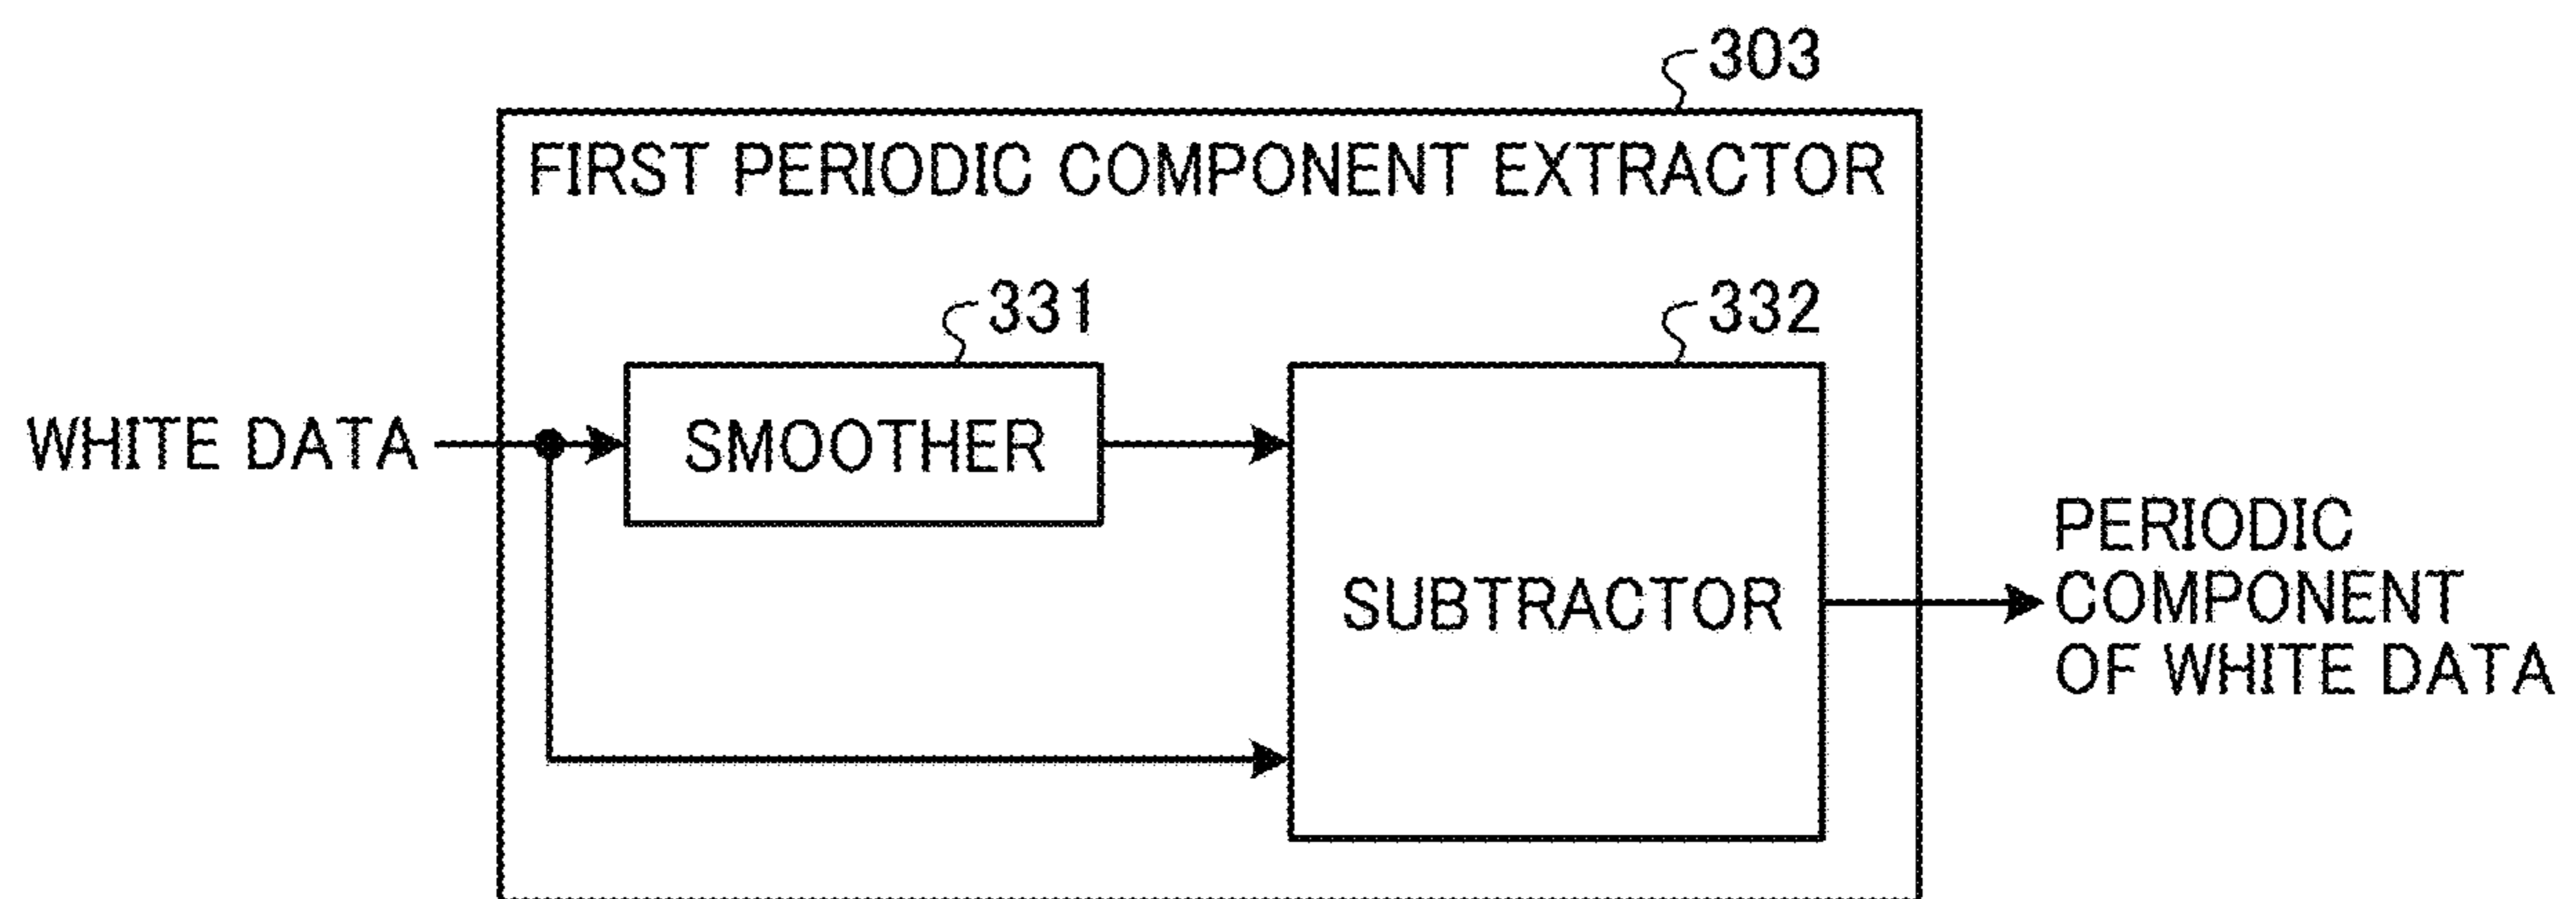 303
FIRST PERIODIC COMPONENT EXTRACTOR
331
332
WHITE DATA
SMOOTHER
SUBTRACTOR
PERIODIC
COMPONENT
OF WHITE DATA